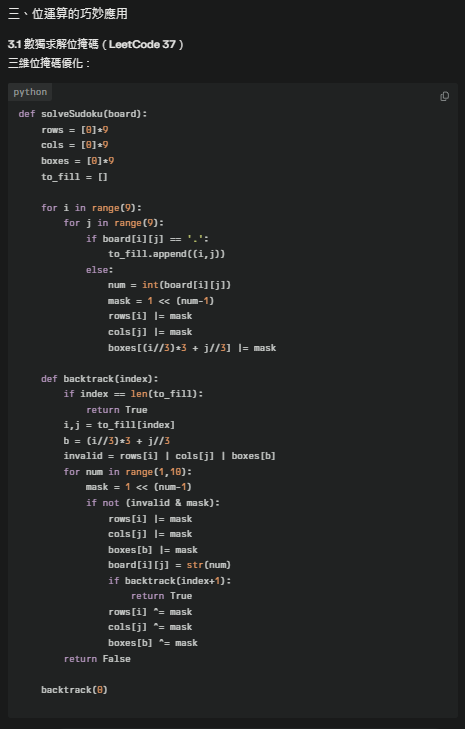 三、位運算的巧妙應用
3.1 數獨求解位掩碼（LeetCode 37）
三維位掩碼優化：
python
def solveSudoku(board):
    rows = [0]*9
    cols = [0]*9
    boxes = [0]*9
    to_fill = []

    for i in range(9):
        for j in range(9):
            if board[i][j] == '.':
                to_fill.append((i,j))
            else:
                num = int(board[i][j])
                mask = 1 << (num-1)
                rows[i] |= mask
                cols[j] |= mask
                boxes[(i//3)*3 + j//3] |= mask

    def backtrack(index):
        if index == len(to_fill):
            return True
        i,j = to_fill[index]
        b = (i//3)*3 + j//3
        invalid = rows[i] | cols[j] | boxes[b]
        for num in range(1,10):
            mask = 1 << (num-1)
            if not (invalid & mask):
                rows[i] |= mask
                cols[j] |= mask
                boxes[b] |= mask
                board[i][j] = str(num)
                if backtrack(index+1):
                    return True
                rows[i] ^= mask
                cols[j] ^= mask
                boxes[b] ^= mask
        return False

    backtrack(0)